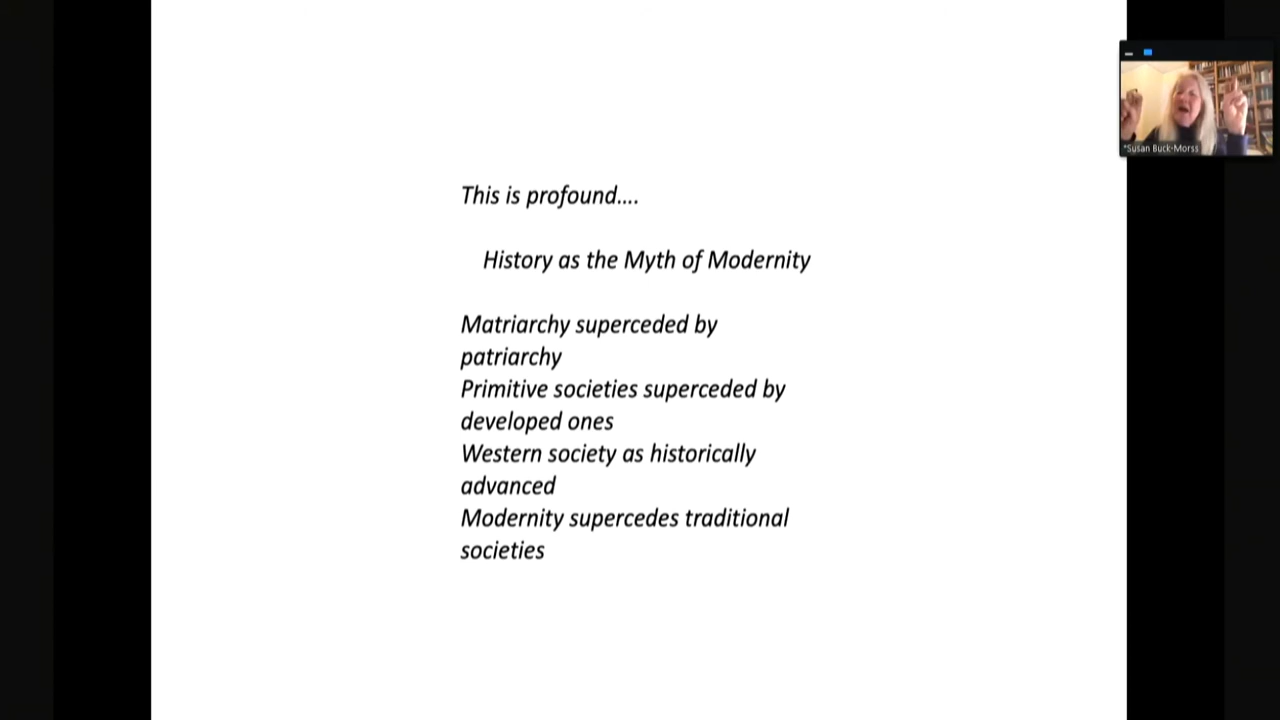 *Susan Buck-Morss
This is profound....
History as the Myth of Modernity
Matriarchy superceded by
patriarchy
Primitive societies superceded by
developed ones
Western society as historically
advanced
Modernity supercedes traditional
societies